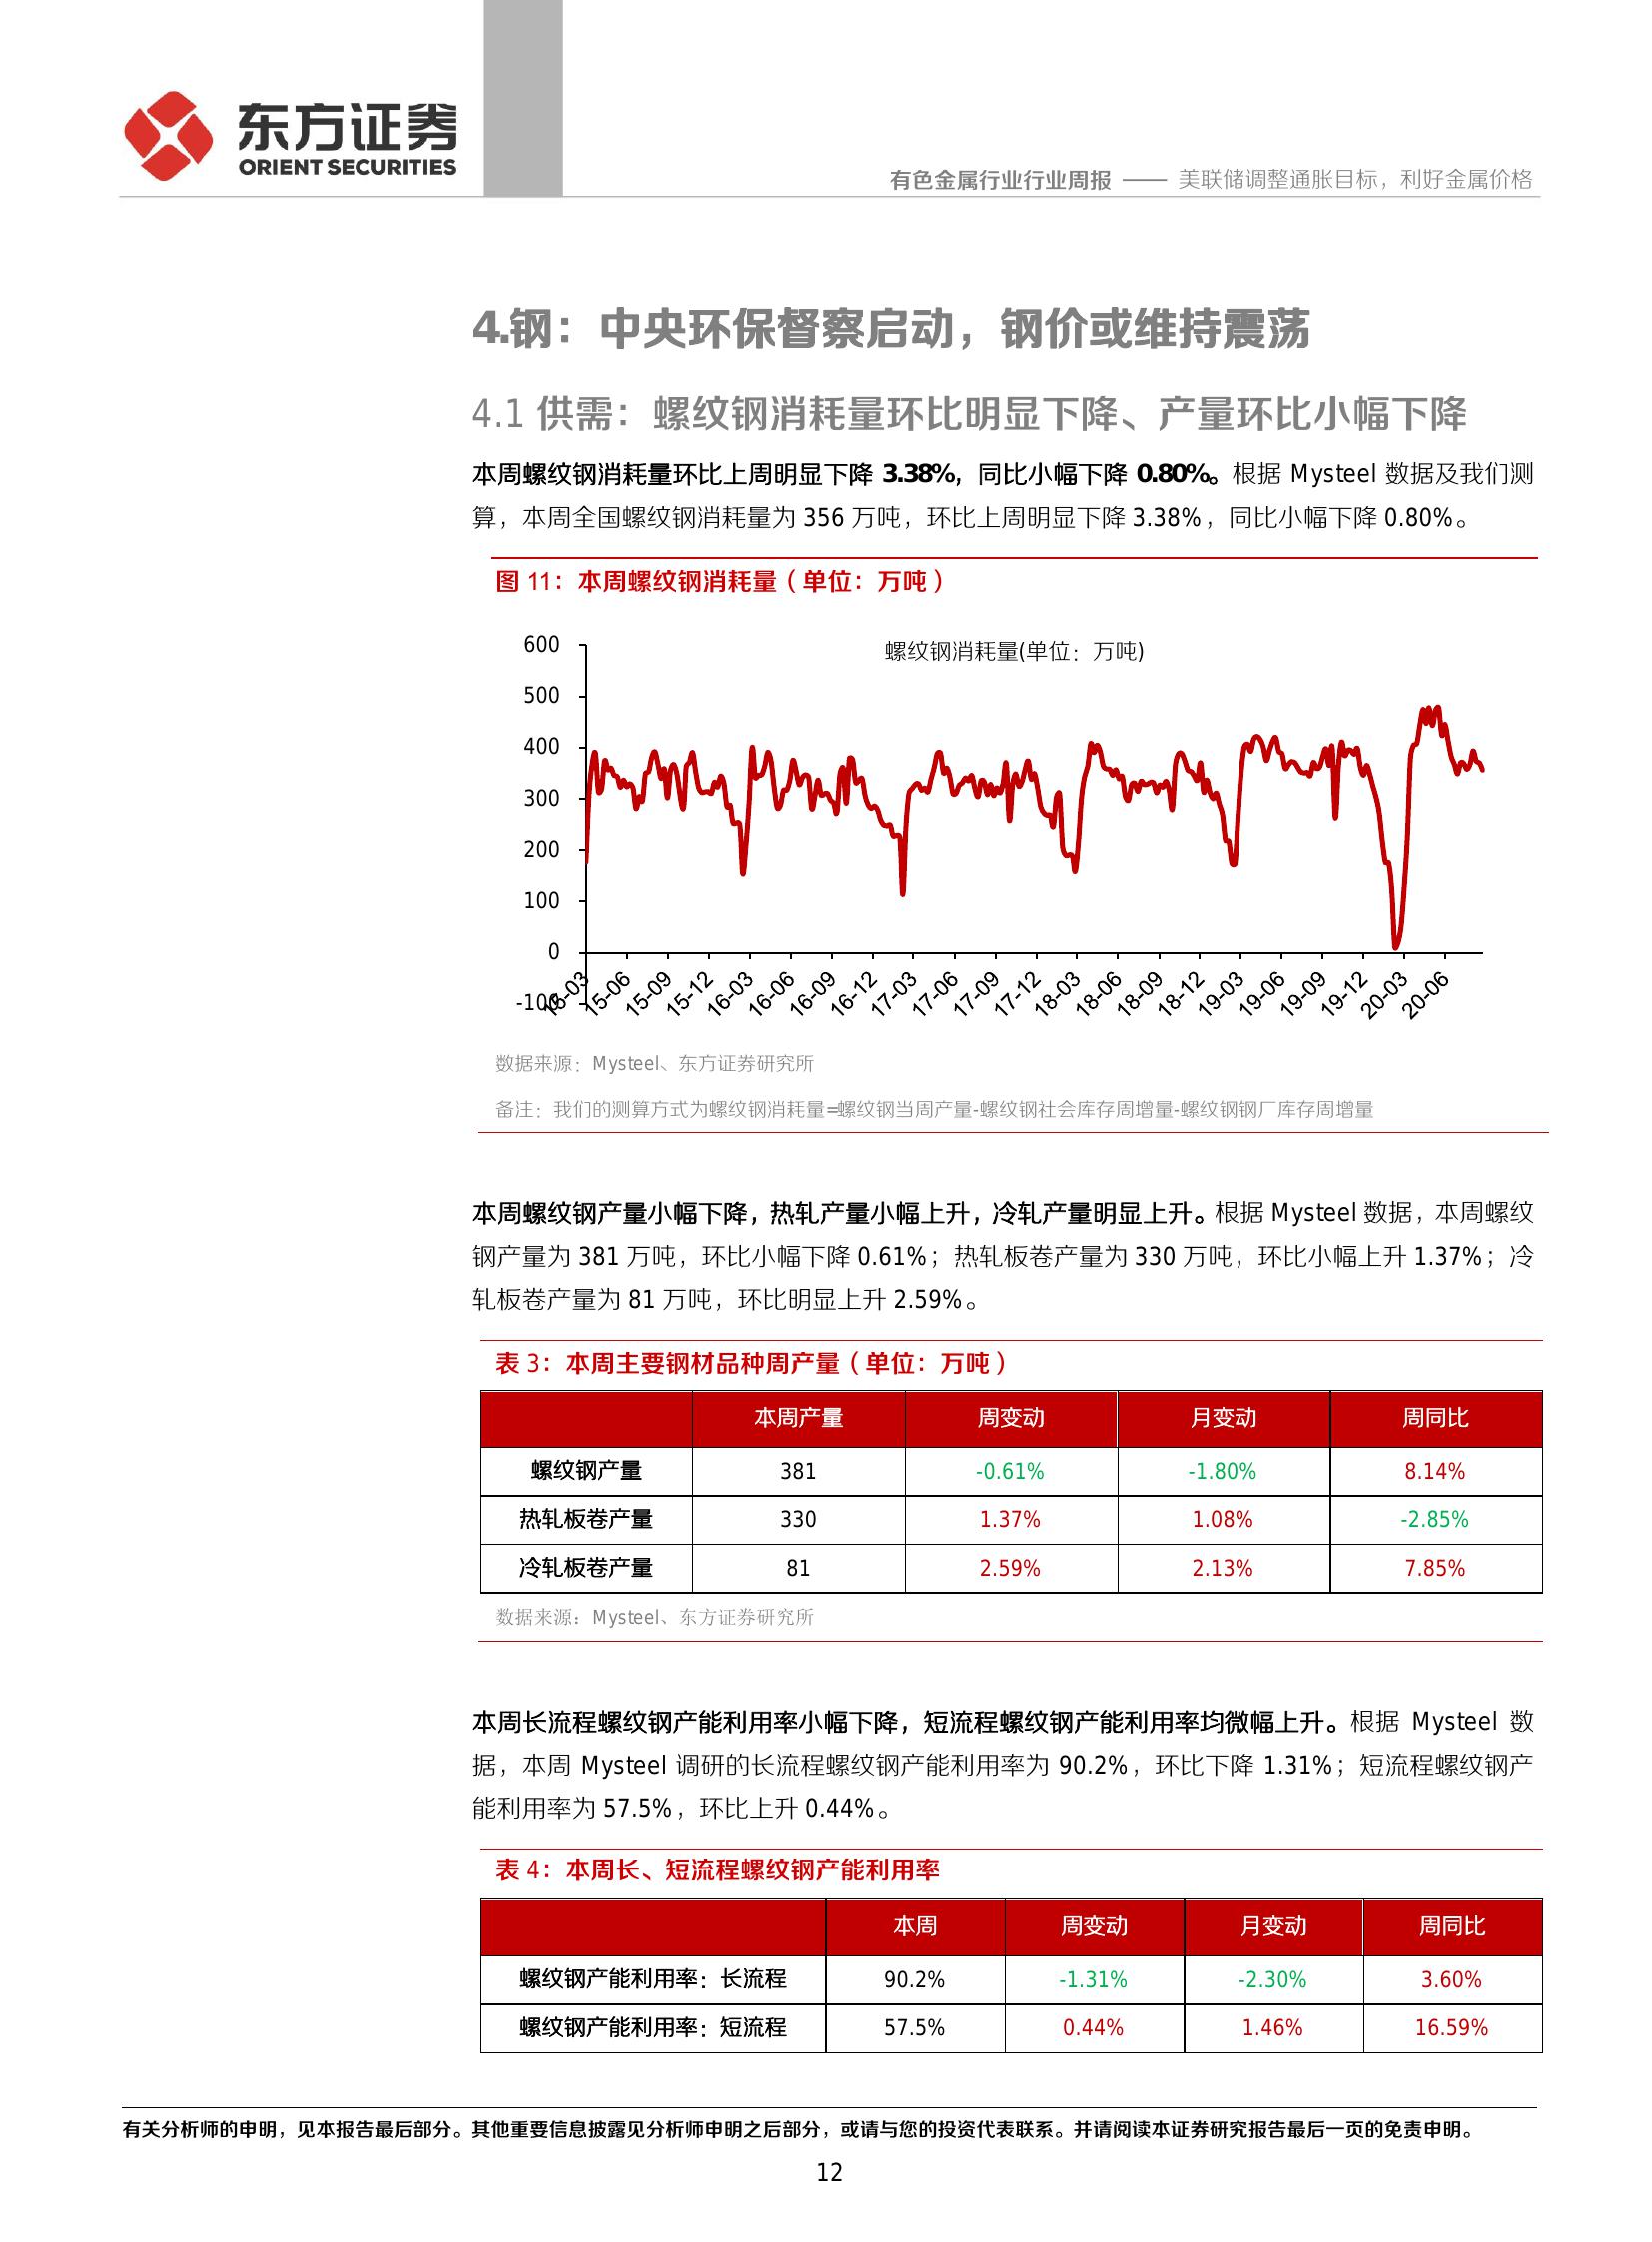 东方证券
ORIENT SECURITIES
有色金属行业行业周报 —— 美联储调整通胀目标，利好金属价格
4.钢：中央环保督察启动，钢价或维持震荡
4.1 供需：螺纹钢消耗量环比明显下降、产量环比小幅下降
本周螺纹钢消耗量环比上周明显下降 3.38%，同比小幅下降 0.80%。根据 Mysteel 数据及我们测
算，本周全国螺纹钢消耗量为 356 万吨，环比上周明显下降 3.38%，同比小幅下降 0.80%。
图 11：本周螺纹钢消耗量（单位：万吨）
螺纹钢消耗量(单位：万吨)
600
500
400
300
200
100
0
-100
15-03 15-06 15-09 15-12 16-03 16-06 16-09 16-12 17-03 17-06 17-09 17-12 18-03 18-06 18-09 18-12 19-03 19-06 19-09 19-12 20-03 20-06
数据来源：Mysteel、东方证券研究所
备注：我们的测算方式为螺纹钢消耗量=螺纹钢当周产量-螺纹钢社会库存周增量-螺纹钢钢厂库存周增量
本周螺纹钢产量小幅下降，热轧产量小幅上升，冷轧产量明显上升。根据 Mysteel 数据，本周螺纹
钢产量为 381 万吨，环比小幅下降 0.61%；热轧板卷产量为 330 万吨，环比小幅上升 1.37%；冷
轧板卷产量为 81 万吨，环比明显上升 2.59%。
表 3：本周主要钢材品种周产量（单位：万吨）
本周产量 周变动 月变动 周同比
螺纹钢产量 381 -0.61% -1.80% 8.14%
热轧板卷产量 330 1.37% 1.08% -2.85%
冷轧板卷产量 81 2.59% 2.13% 7.85%
数据来源：Mysteel、东方证券研究所
本周长流程螺纹钢产能利用率小幅下降，短流程螺纹钢产能利用率均微幅上升。根据 Mysteel 数
据，本周 Mysteel 调研的长流程螺纹钢产能利用率为 90.2%，环比下降 1.31%；短流程螺纹钢产
能利用率为 57.5%，环比上升 0.44%。
表 4：本周长、短流程螺纹钢产能利用率
本周 周变动 月变动 周同比
螺纹钢产能利用率：长流程 90.2% -1.31% -2.30% 3.60%
螺纹钢产能利用率：短流程 57.5% 0.44% 1.46% 16.59%
有关分析师的申明，见本报告最后部分。其他重要信息披露见分析师申明之后部分，或请与您的投资代表联系。并请阅读本证券研究报告最后一页的免责申明。
12